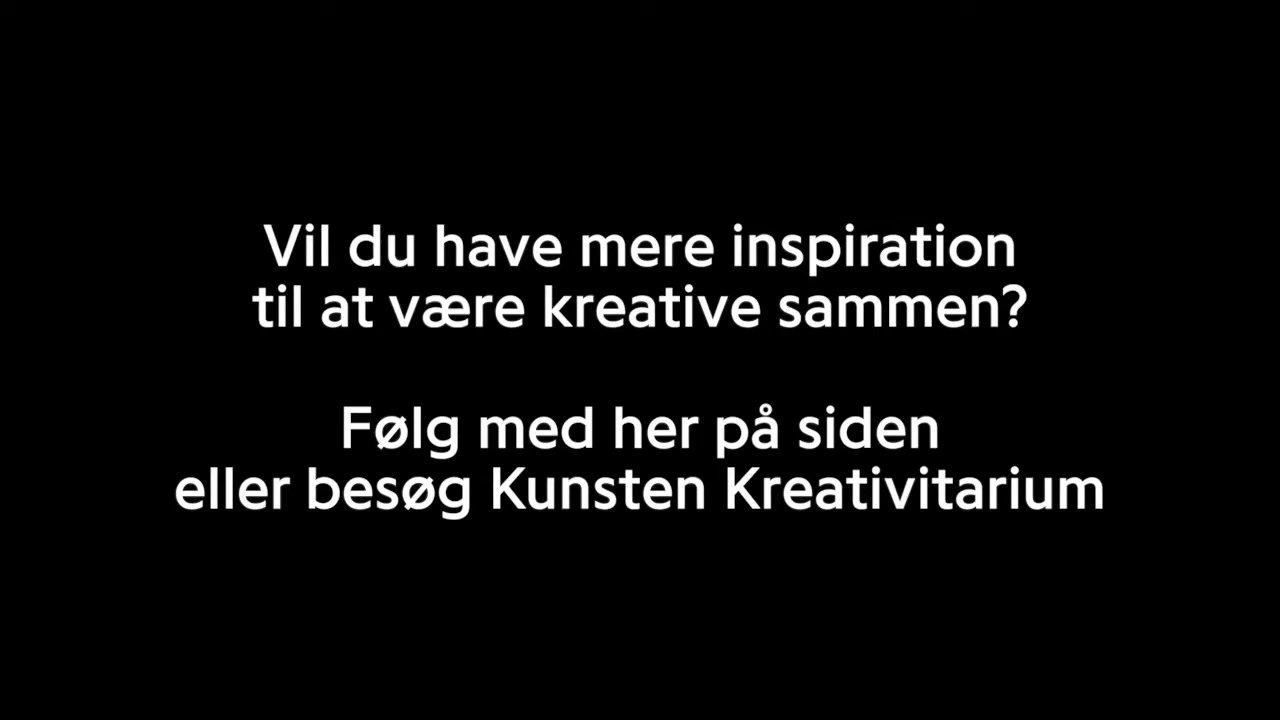 Vil du have mere inspiration
til at være kreative sammen?
Følg med her på siden
eller besøg Kunsten Kreativitarium